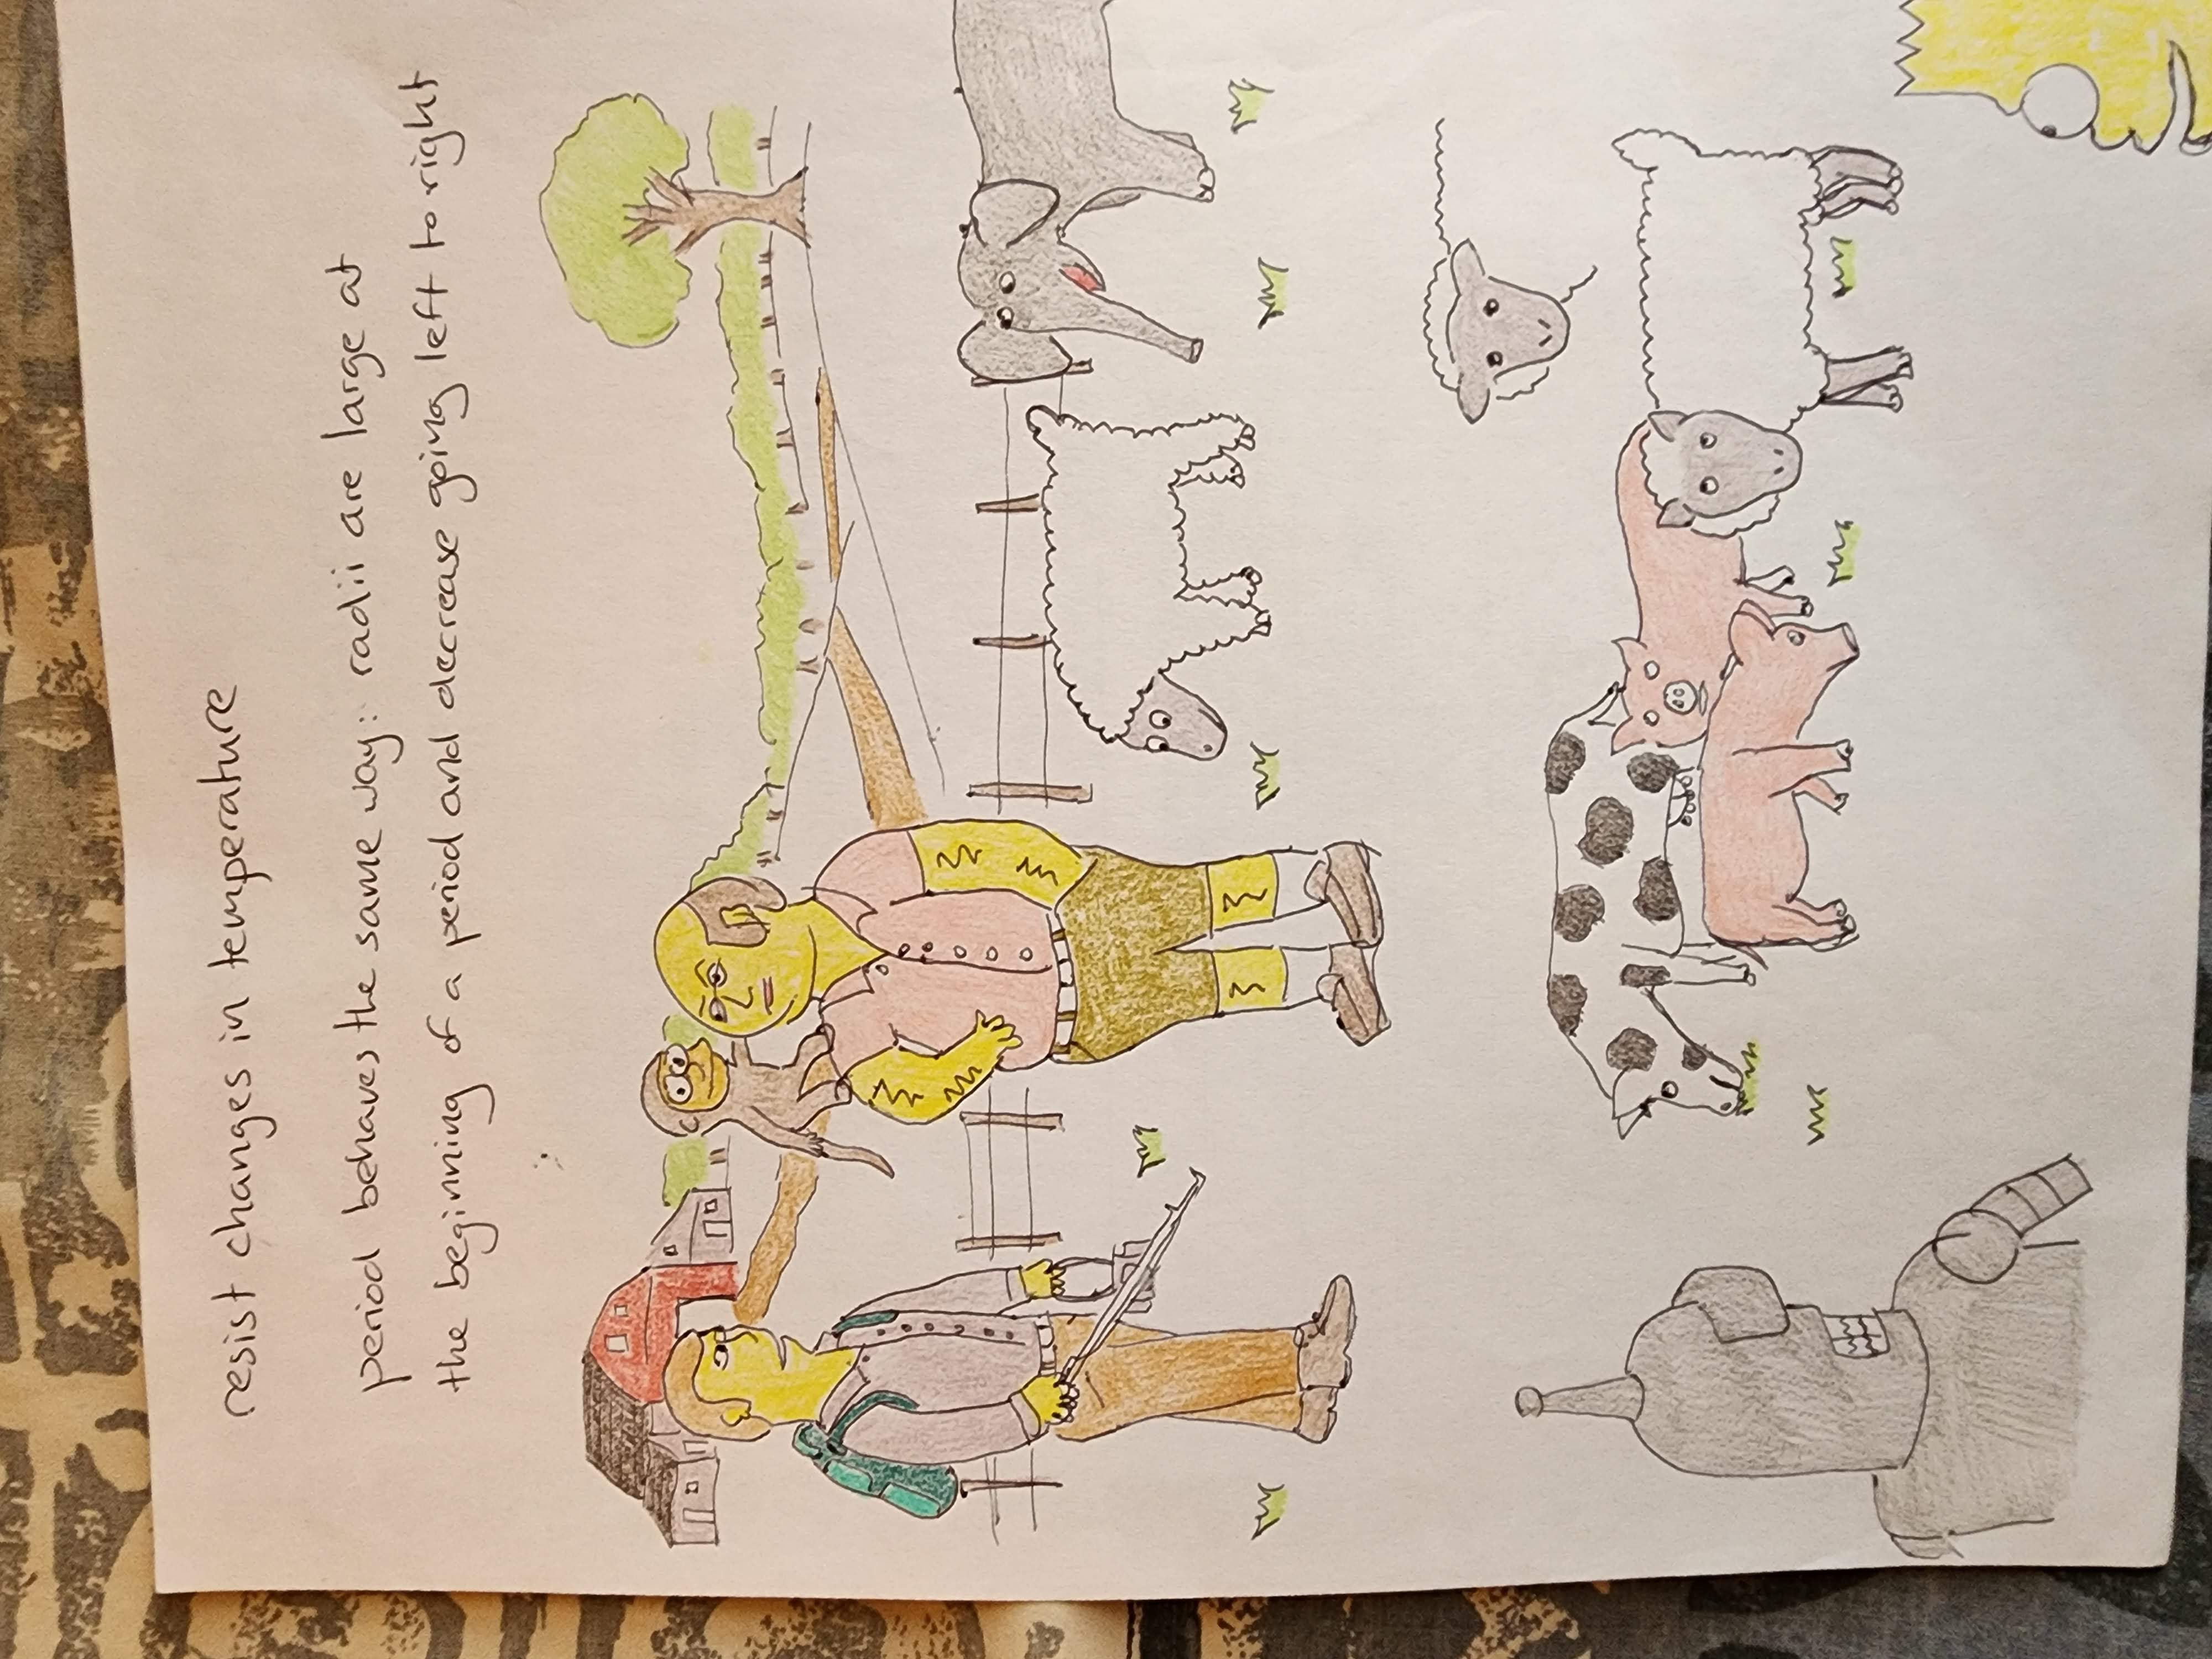 resist changes in temperature
period behaves the same way: radii are large at
the beginning of a period and decrease going left to right